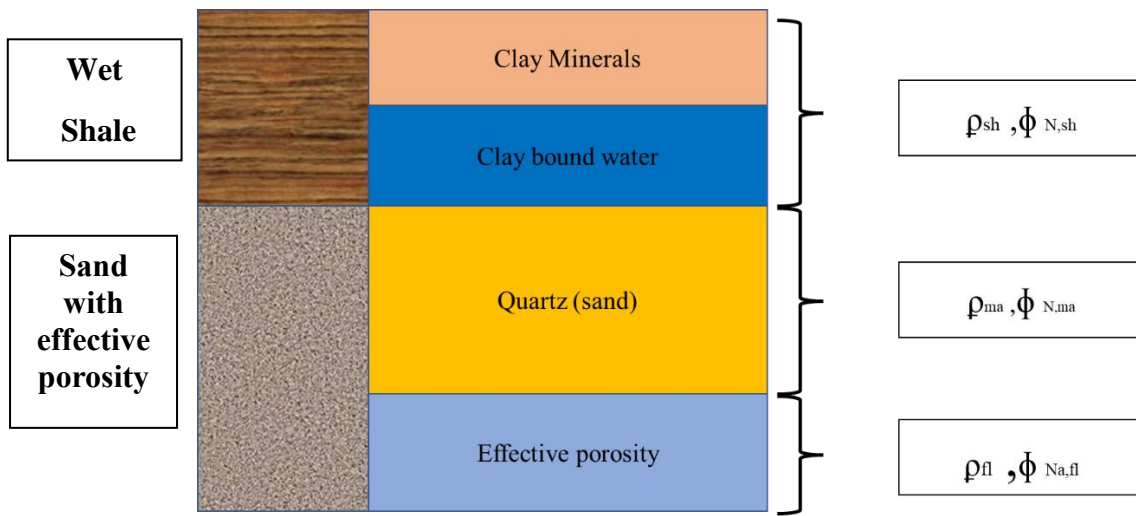 Wet
Shale
Clay Minerals
Clay bound water
ρsh ,ϕ N,sh
Sand
with
effective
porosity
Quartz (sand)
ρma ,ϕ N,ma
Effective porosity
ρfl ,ϕ Na,fl